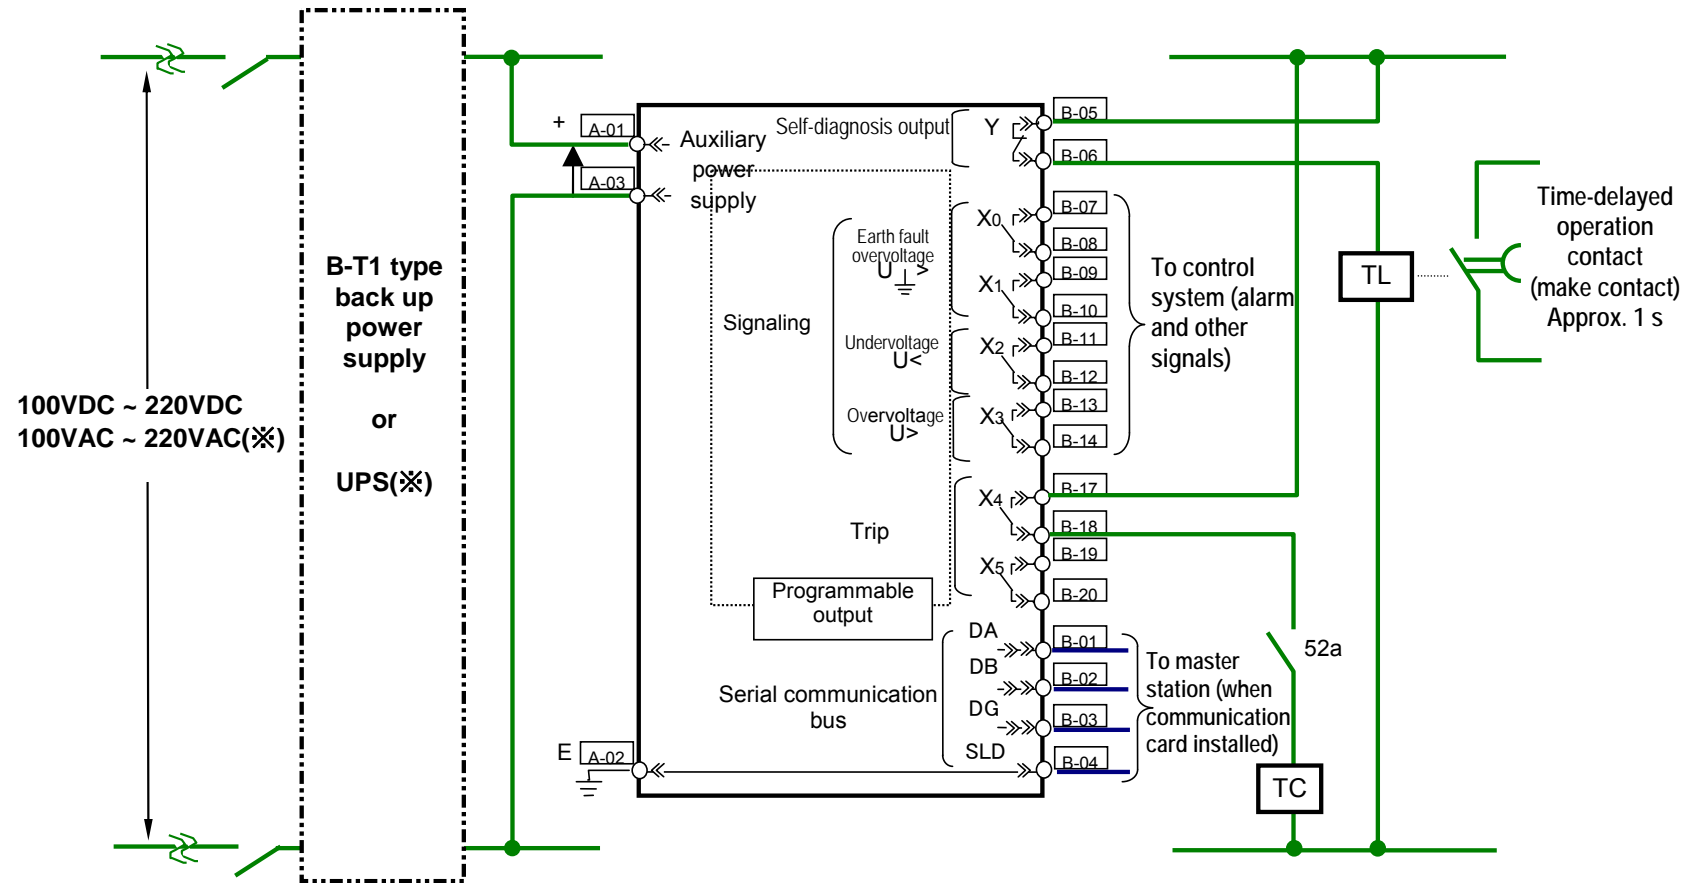 100VDC ~ 220VDC
100VAC ~ 220VAC(※)
B-T1 type
back up
power
supply
or
UPS(※)
+
A-01
A-03
Auxiliary
power
supply
Self-diagnosis output
Y
B-05
B-06
Signaling
Earth fault
overvoltage
U >
Undervoltage
U<
Overvoltage
U>
X0
X1
X2
X3
B-07
B-08
B-09
B-10
B-11
B-12
B-13
B-14
To control
system (alarm
and other
signals)
Trip
X4
X5
B-17
B-18
B-19
B-20
Programmable
output
Serial communication
bus
DA
DB
DG
SLD
B-01
B-02
B-03
B-04
To master
station (when
communication
card installed)
E
A-02
TL
Time-delayed
operation
contact
(make contact)
Approx. 1 s
52a
TC